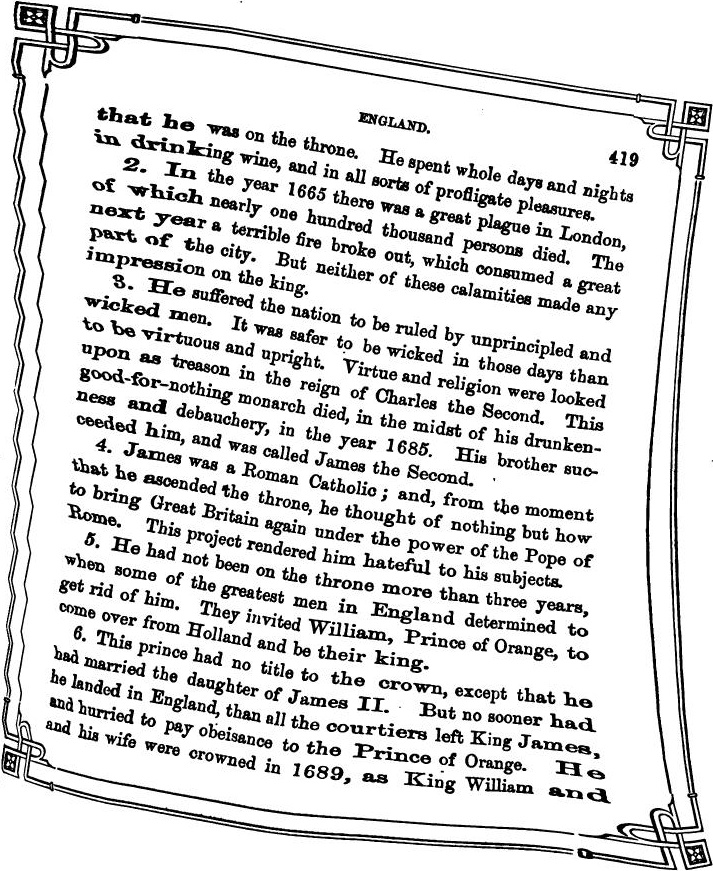 ENGLAND.
419
that he was on the throne. He spent whole days and nights
in drinking wine, and in all sorts of profligate pleasures.
2. In the year 1665 there was a great plague in London,
of which nearly one hundred thousand persons died. The
next year a terrible fire broke out, which consumed a great
part of the city. But neither of these calamities made any
impression on the king.
3. He suffered the nation to be ruled by unprincipled and
wicked men. It was safer to be wicked in those days than
to be virtuous and upright. Virtue and religion were looked
upon as treason in the reign of Charles the Second. This
good-for-nothing monarch died, in the midst of his drunken-
ness and debauchery, in the year 1685. His brother suc-
ceeded him, and was called James the Second.
4. James was a Roman Catholic; and, from the moment
that he ascended the throne, he thought of nothing but how
to bring Great Britain again under the power of the Pope of
Rome. This project rendered him hateful to his subjects.
5. He had not been on the throne more than three years,
when some of the greatest men in England determined to
get rid of him. They invited William, Prince of Orange, to
come over from Holland and be their king.
6. This prince had no title to the crown, except that he
had married the daughter of James II. But no sooner had
he landed in England, than all the courtiers left King James,
and hurried to pay obeisance to the Prince of Orange. He
and his wife were crowned in 1689, as King William and